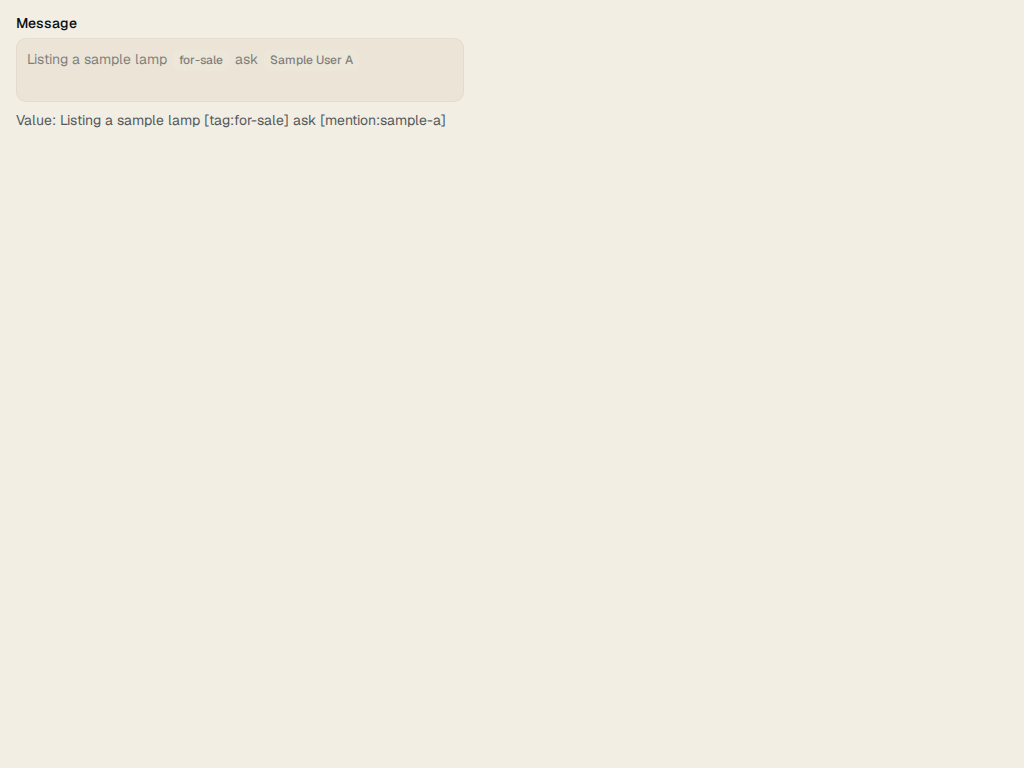 Message
Listing a sample lamp for-sale ask Sample User A
Value: Listing a sample lamp [tag:for-sale] ask [mention:sample-a]